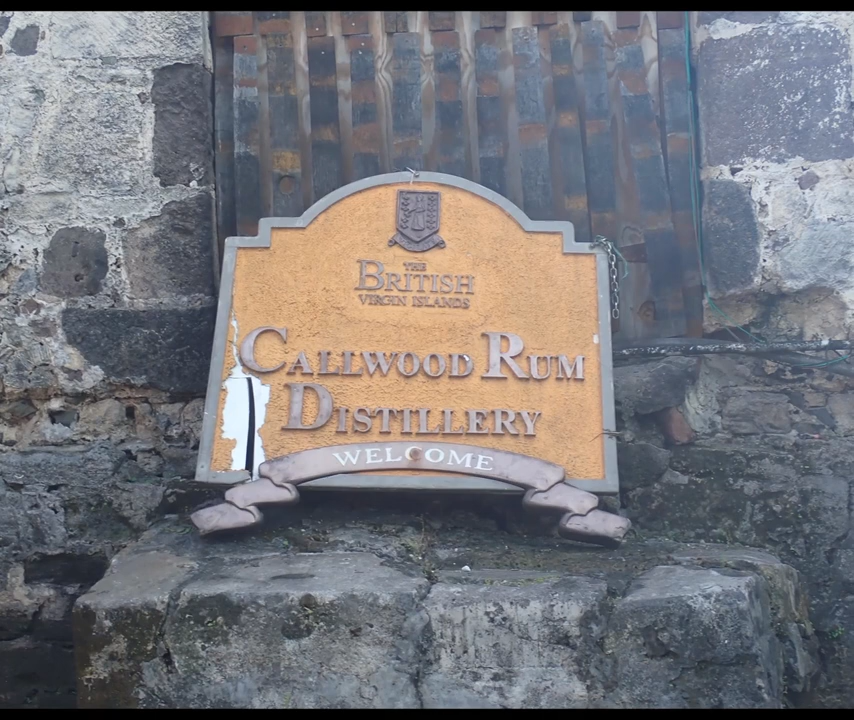 THE
BRITISH
VIRGIN ISLANDS
CALLWOOD RUM
DISTILLERY
WELCOME